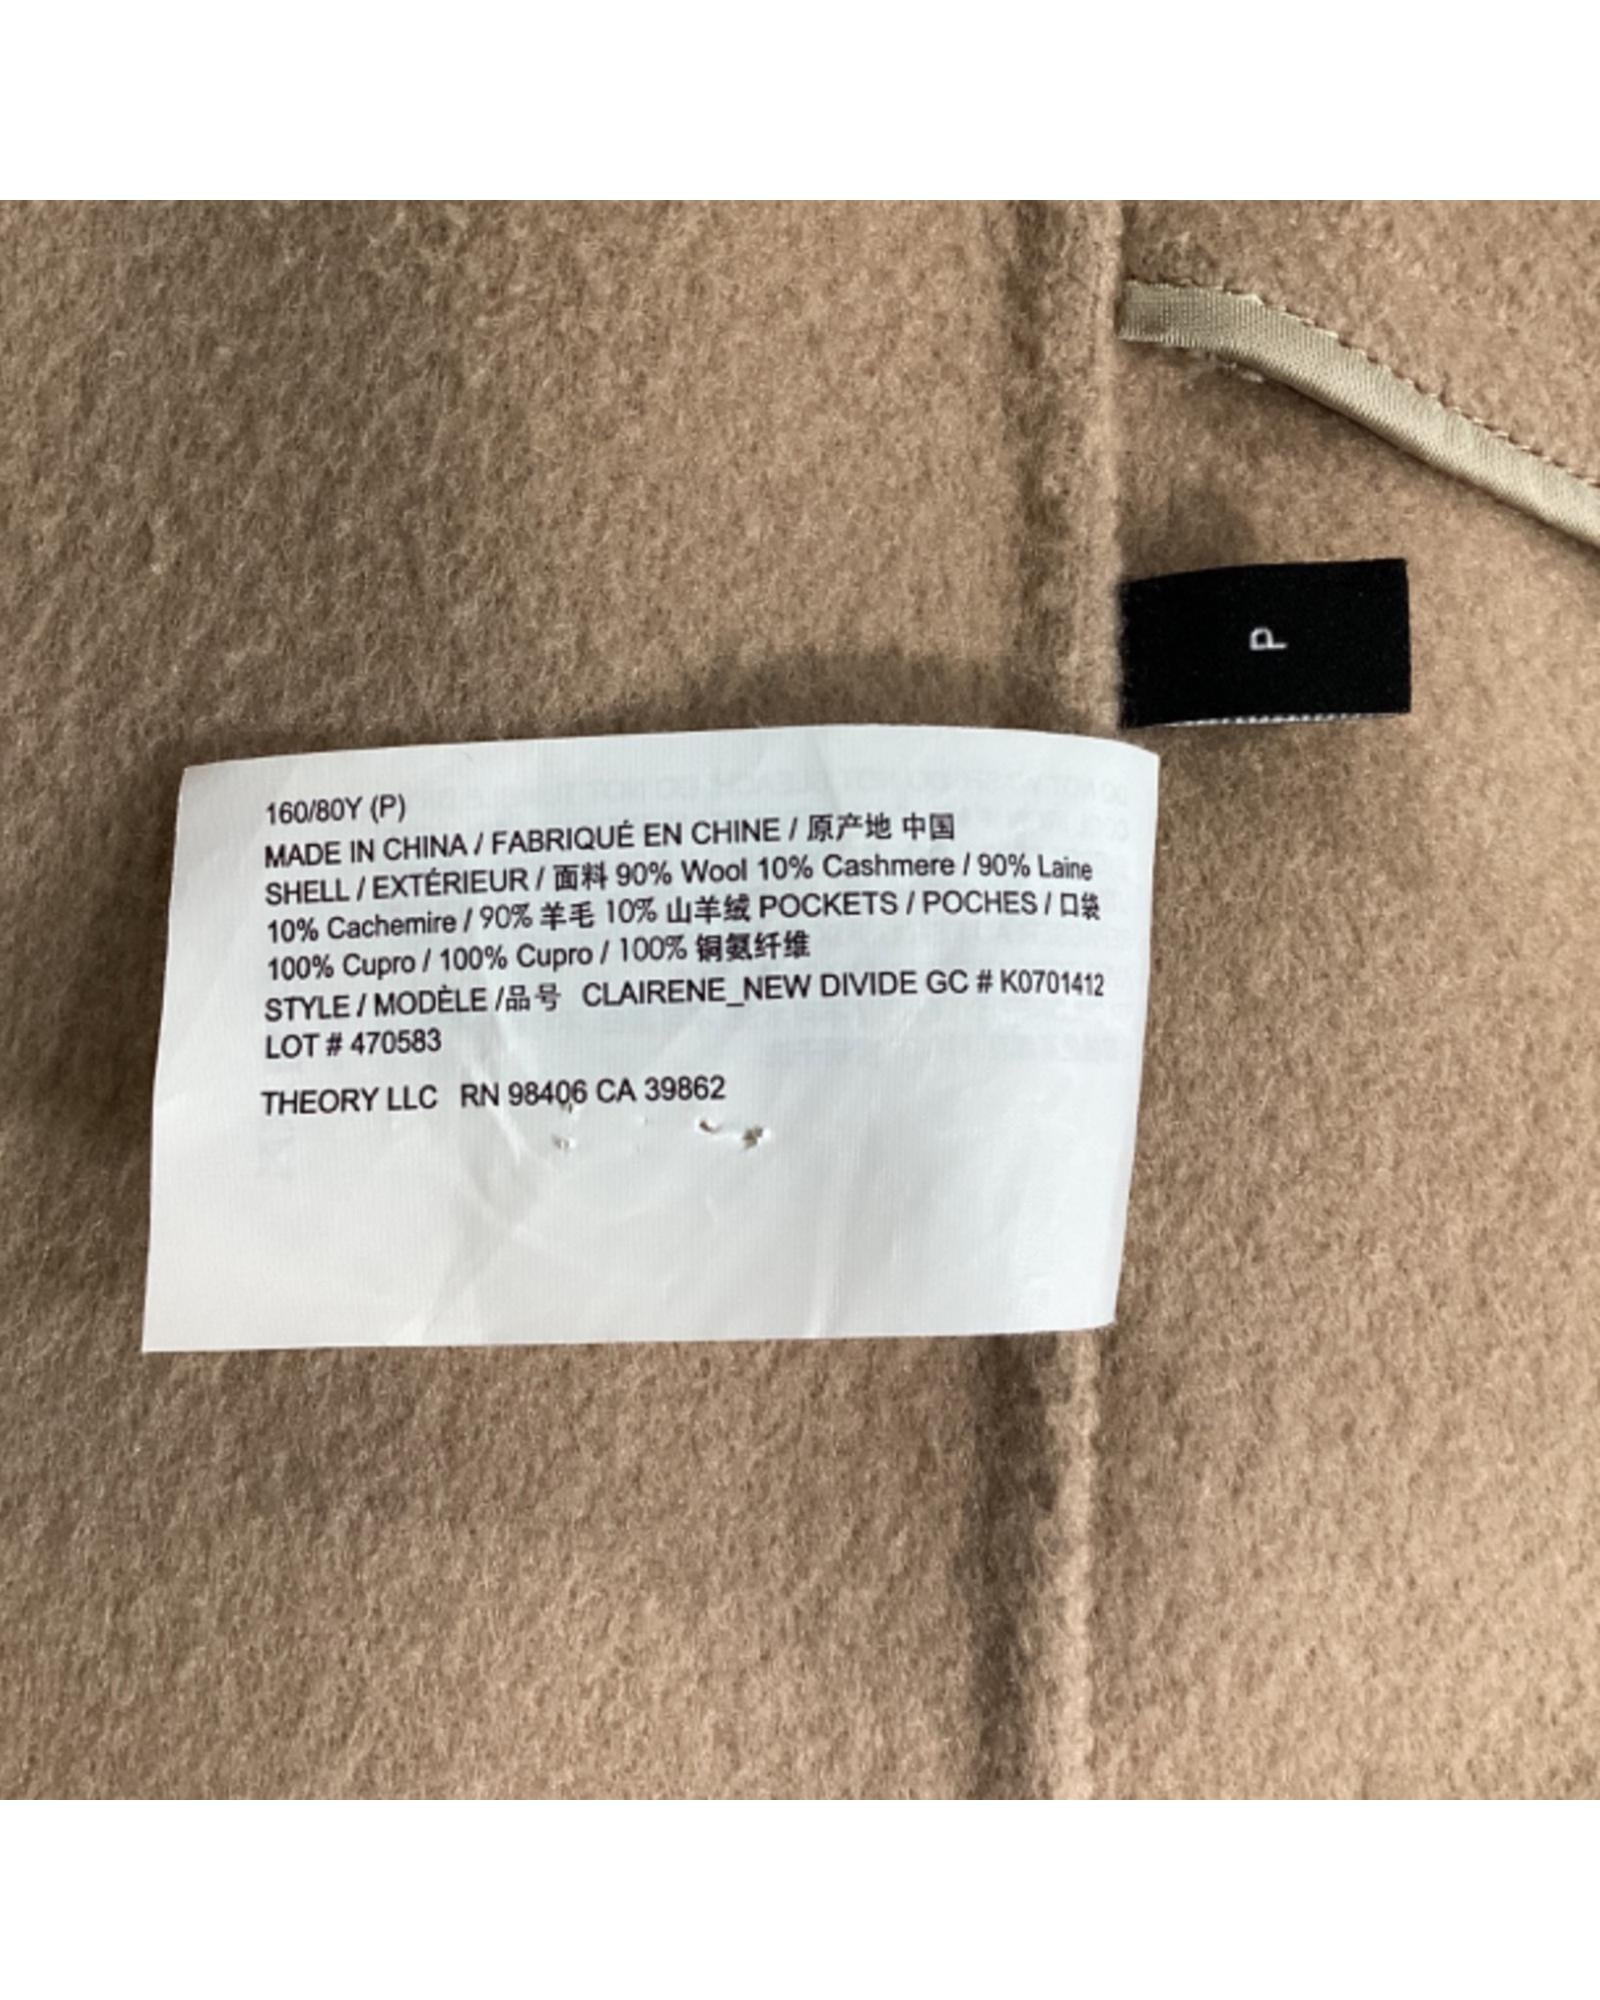 160/80Y (P)
MADE IN CHINA / FABRIQUÉ EN CHINE / 原产地 中国
SHELL / EXTÉRIEUR / 面料 90% Wool 10% Cashmere / 90% Laine
10% Cachemire / 90% 羊毛 10% 山羊绒 POCKETS / POCHES / 口袋
100% Cupro / 100% Cupro / 100% 铜氨纤维
STYLE / MODÈLE /品号 CLAIRENE_NEW DIVIDE GC # K0701412
LOT # 470583
THEORY LLC RN 98406 CA 39862
P